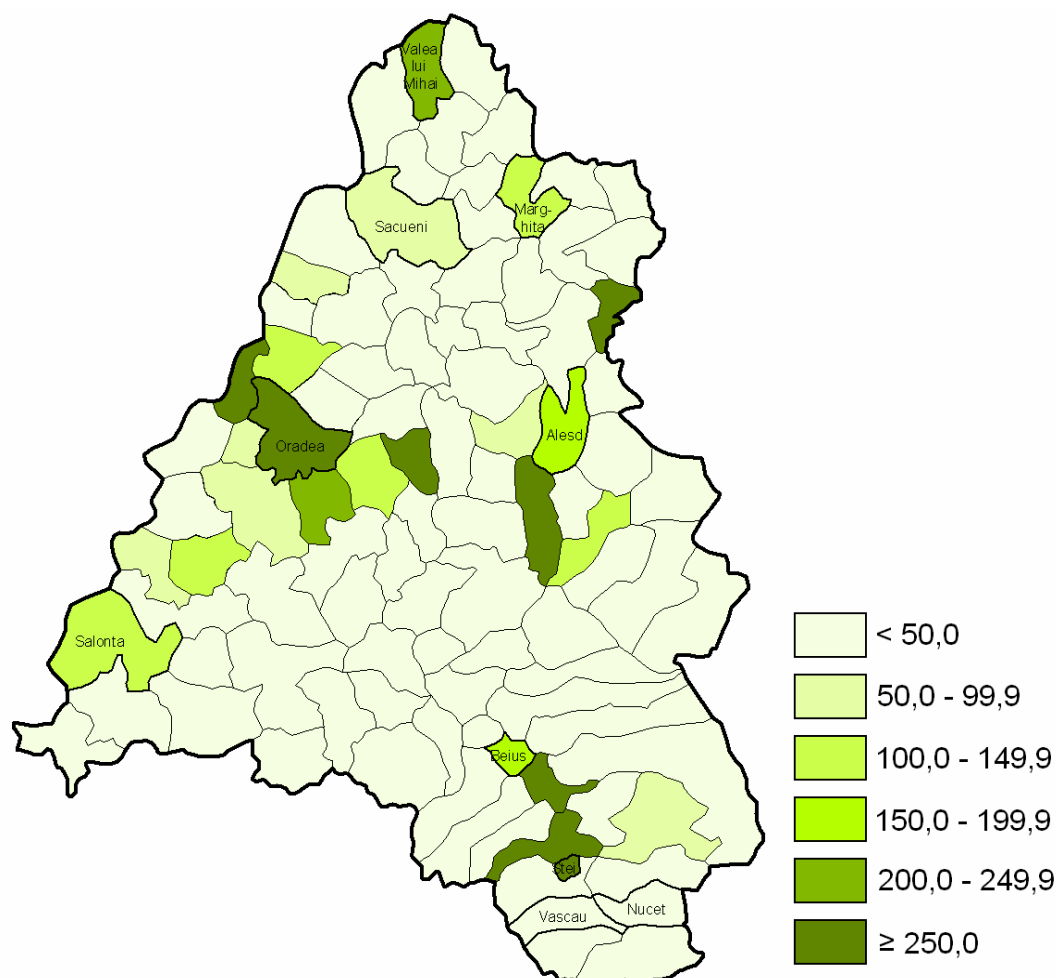 Valea
lui
Mihai
Sacueni
Marg-
hita
Oradea
Alesd
Salonta
Beius
Stei
Vascau
Nucet
< 50,0
50,0 - 99,9
100,0 - 149,9
150,0 - 199,9
200,0 - 249,9
≥ 250,0